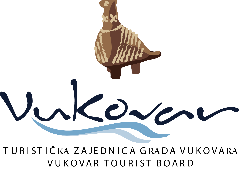 Vukovar
TURISTIČKA ZAJEDNICA GRADA VUKOVARA
VUKOVAR TOURIST BOARD